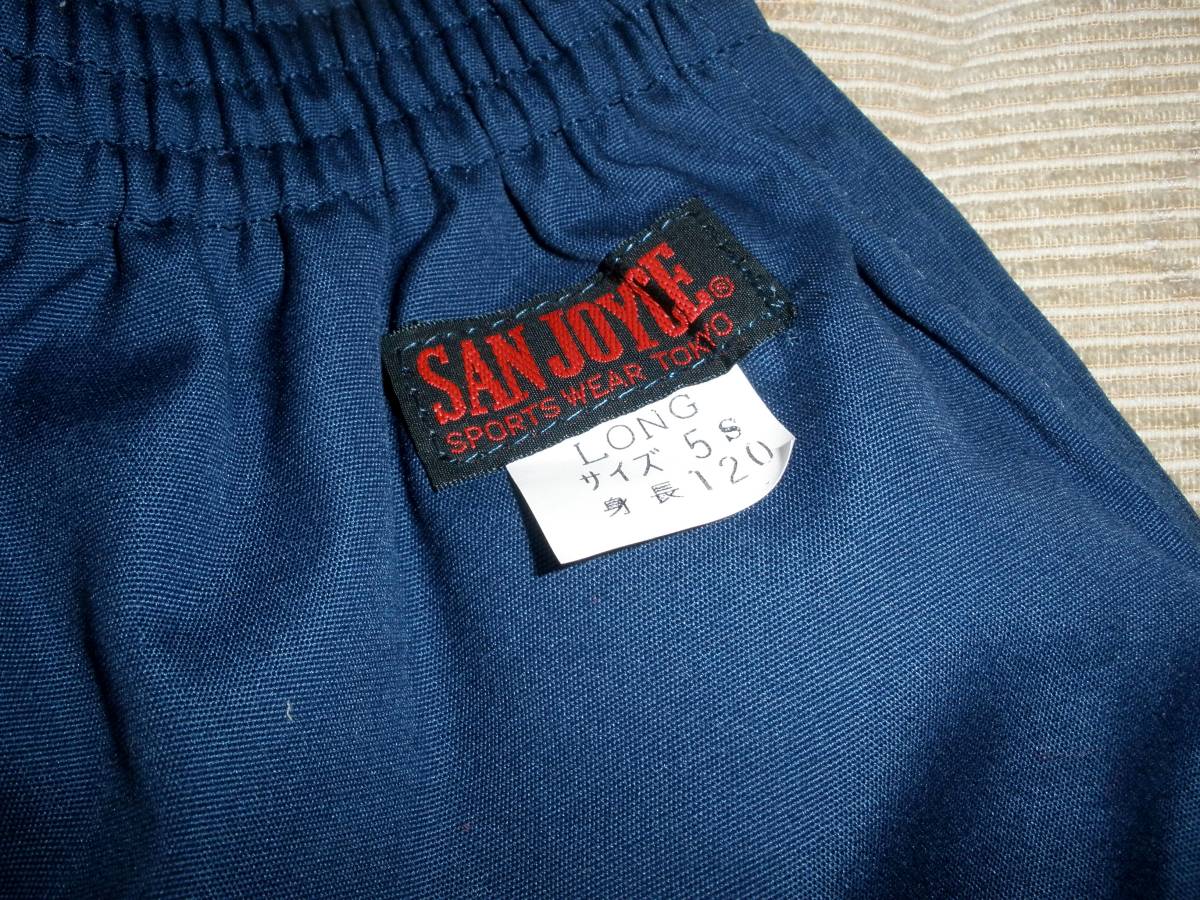 SAN JOYCE®
SPORTS WEAR TOKYO
LONG
サイズ 5S
身長 120